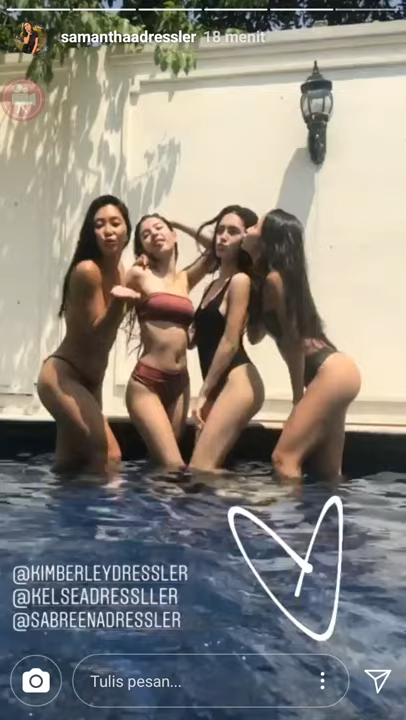 samanthaadressler 18 menit
@KIMBERLEYDRESSLER
@KELSEADRESSLLER
@SABREENADRESSLER
Tulis pesan...